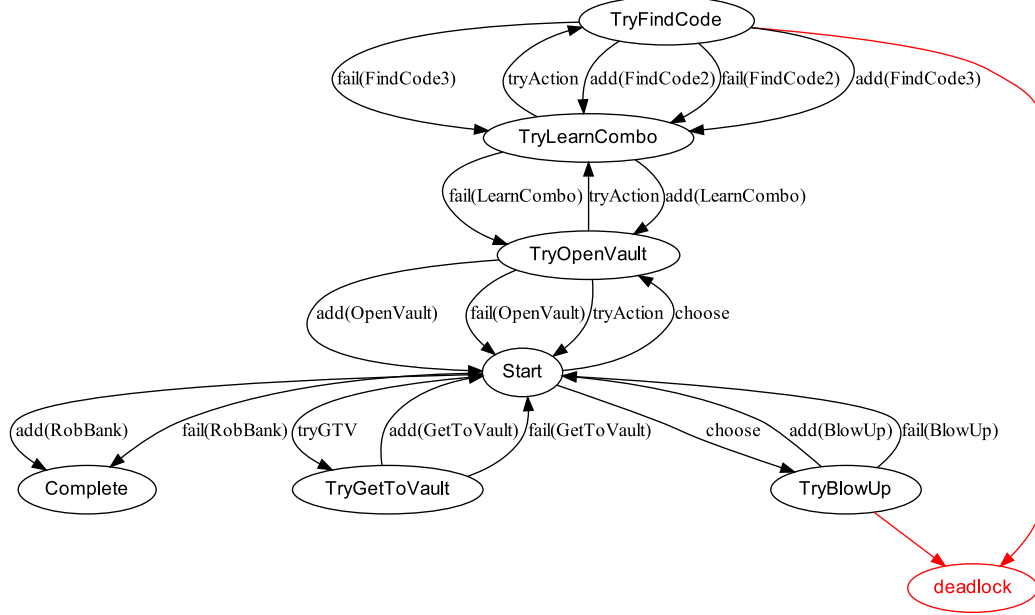 TryFindCode
fail(FindCode3)
tryAction
add(FindCode2)
fail(FindCode2)
add(FindCode3)
TryLearnCombo
fail(LearnCombo)
tryAction
add(LearnCombo)
TryOpenVault
add(OpenVault)
fail(OpenVault)
tryAction
choose
Start
add(RobBank)
fail(RobBank)
tryGTV
add(GetToVault)
fail(GetToVault)
choose
add(BlowUp)
fail(BlowUp)
Complete
TryGetToVault
TryBlowUp
deadlock